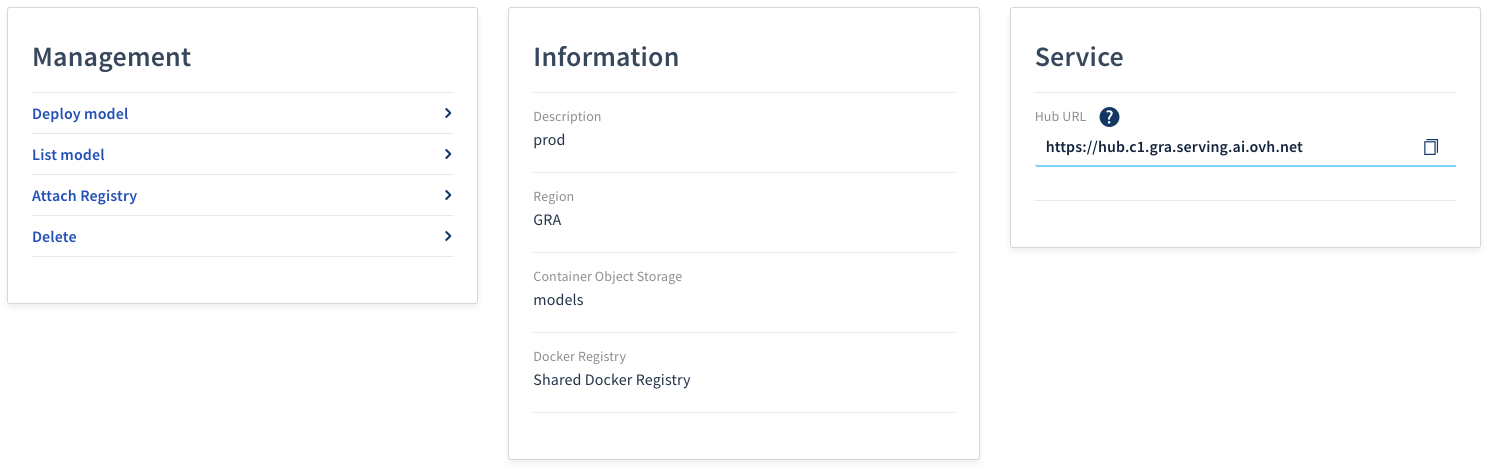 Management
Deploy model
List model
Attach Registry
Delete
Information
Description
prod
Region
GRA
Container Object Storage
models
Docker Registry
Shared Docker Registry
Service
Hub URL ?
https://hub.c1.gra.serving.ai.ovh.net